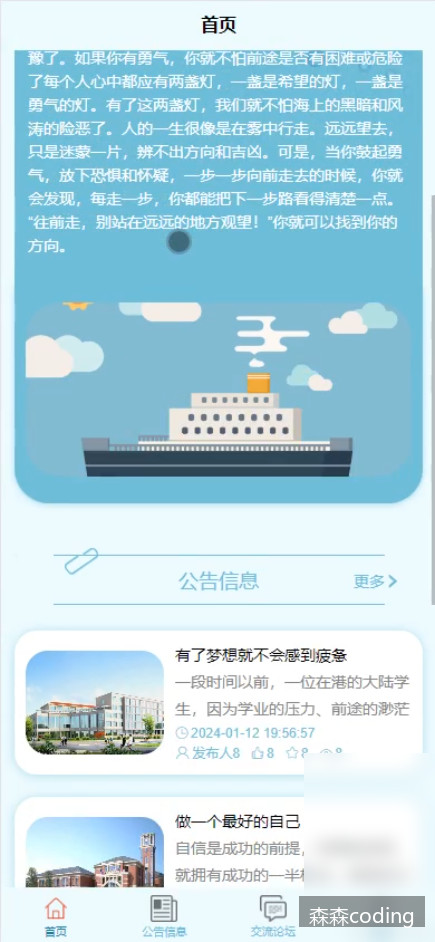 首页
豫了。如果你有勇气，你就不怕前途是否有困难或危险
了每个人心中都应有两盏灯，一盏是希望的灯，一盏是
勇气的灯。有了这两盏灯，我们就不怕海上的黑暗和风
涛的险恶了。人的一生很像是在雾中行走。远远望去，
只是迷蒙一片，辨不出方向和吉凶。可是，当你鼓起勇
气，放下恐惧和怀疑，一步一步向前走去的时候，你就
会发现，每走一步，你都能把下一步路看得清楚一点。
“往前走，别站在远远的地方观望！”你就可以找到你的
方向。
公告信息
更多
有了梦想就不会感到疲惫
一段时间以前，一位在港的大陆学
生，因为学业的压力、前途的渺茫
2024-01-12 19:56:57
发布人8 8 8 8
做一个最好的自己
自信是成功的前提，
就拥有成功的一半
首页
公告信息
交流论坛
森森coding